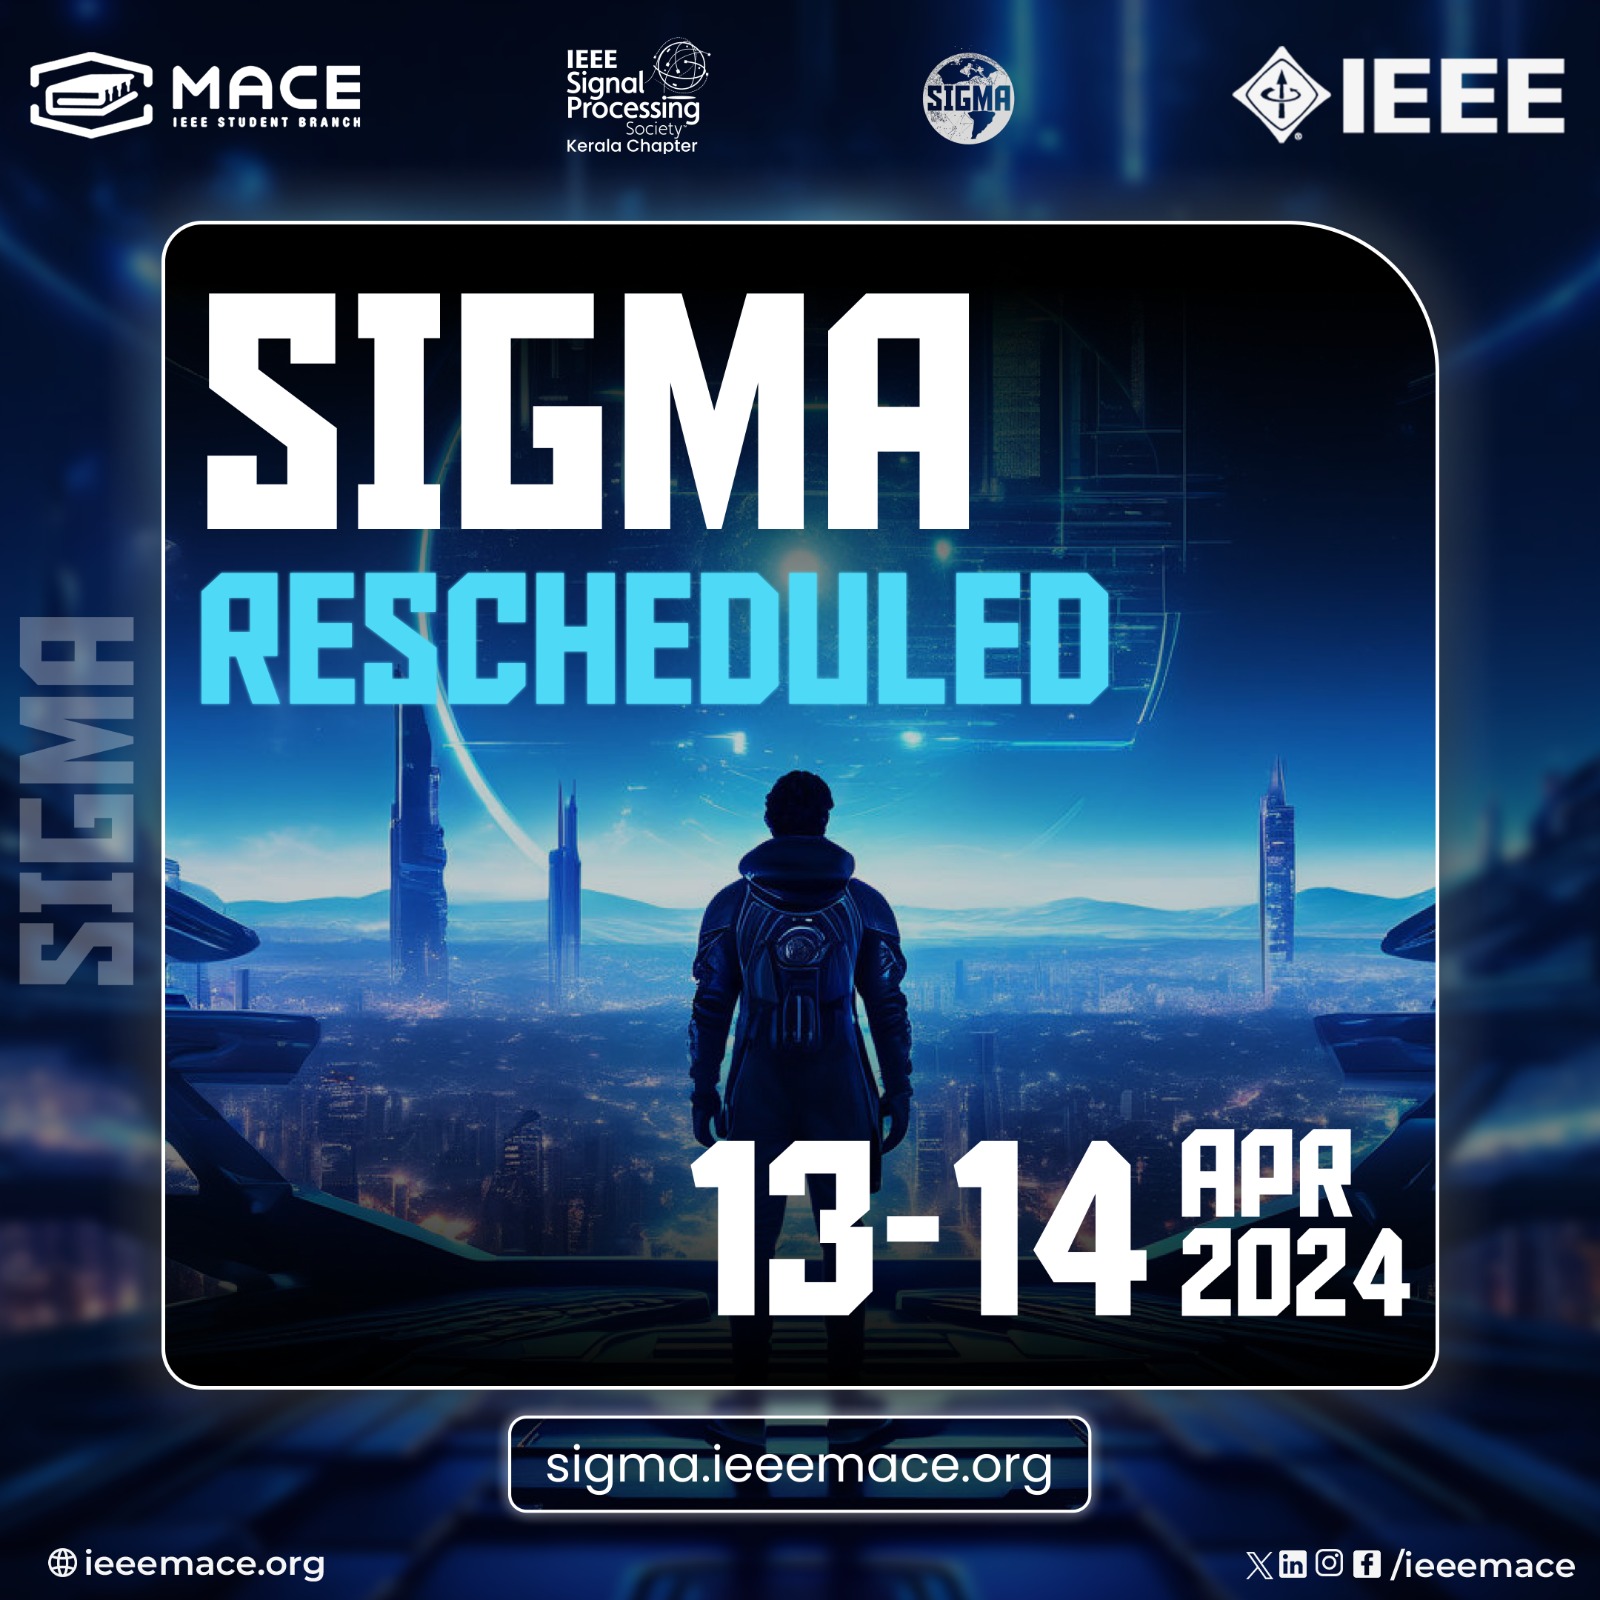 MACE
IEEE STUDENT BRANCH
IEEE
Signal
Processing
Society
Kerala Chapter
SIGMA
IEEE
SIGMA
RESCHEDULED
SIGMA
13-14 APR
2024
sigma.ieeemace.org
ieeemace.org
/ieeemace